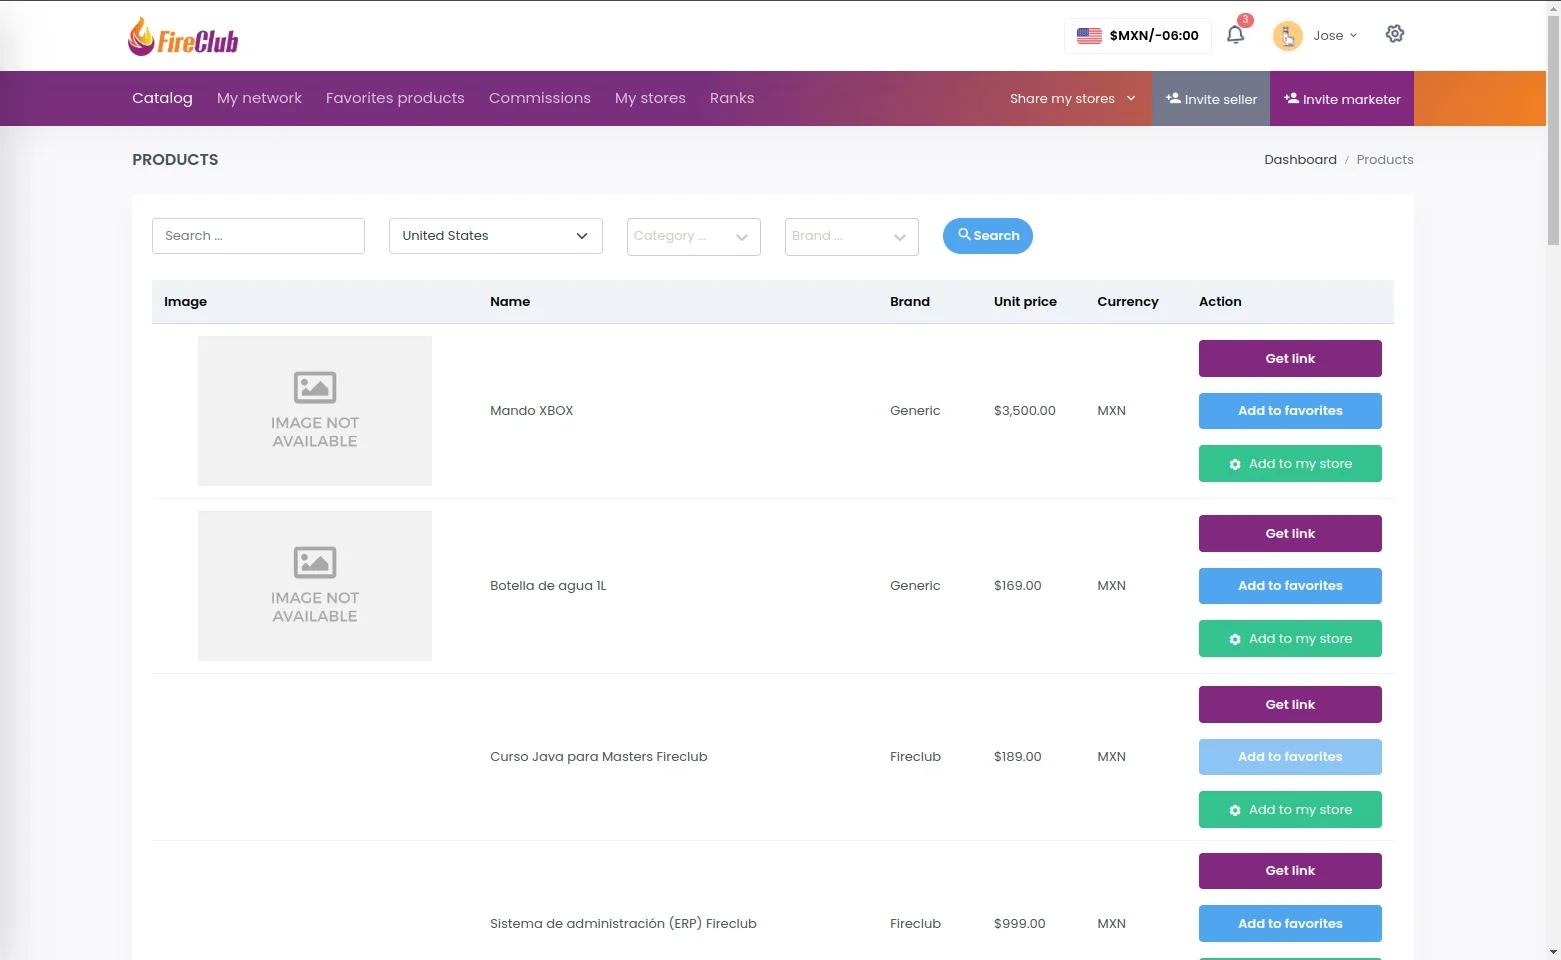 FireClub
$MXN/-06:00
3
Jose
Catalog My network Favorites products Commissions My stores Ranks Share my stores Invite seller Invite marketer
PRODUCTS
Dashboard / Products
Search ... United States Category ... Brand ... Search
Image Name Brand Unit price Currency Action
IMAGE NOT
AVAILABLE
Mando XBOX Generic $3,500.00 MXN
Get link
Add to favorites
Add to my store
IMAGE NOT
AVAILABLE
Botella de agua 1L Generic $169.00 MXN
Get link
Add to favorites
Add to my store
Curso Java para Masters Fireclub Fireclub $189.00 MXN
Get link
Add to favorites
Add to my store
Sistema de administración (ERP) Fireclub Fireclub $999.00 MXN
Get link
Add to favorites